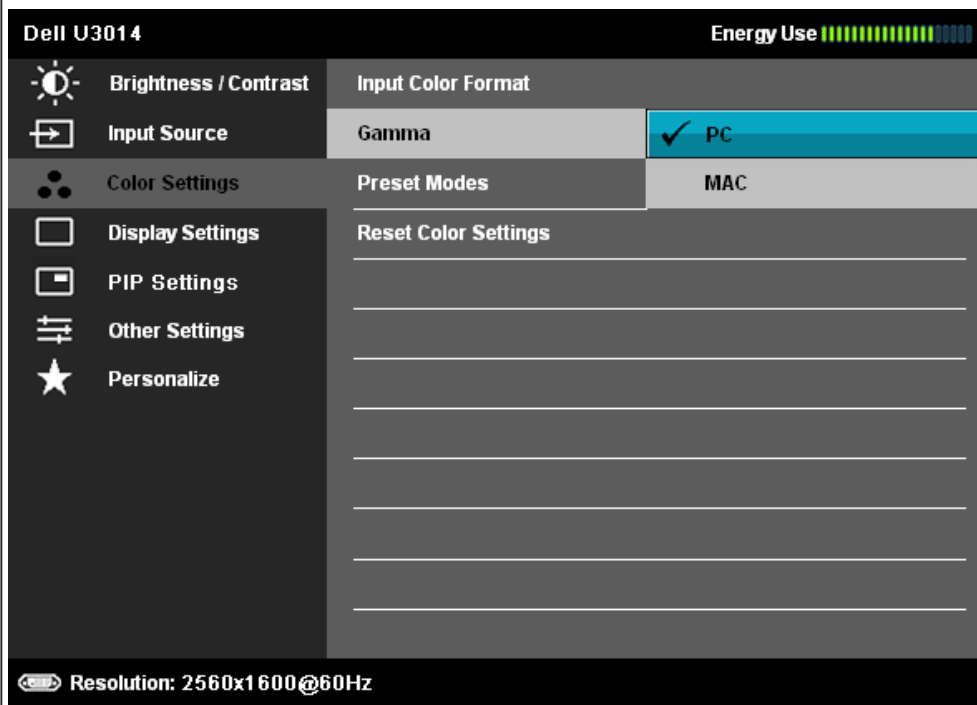 Dell U3014
Energy Use
Brightness / Contrast
Input Color Format
Input Source
Gamma
PC
Color Settings
Preset Modes
MAC
Display Settings
Reset Color Settings
PIP Settings
Other Settings
Personalize
Resolution: 2560x1600@60Hz